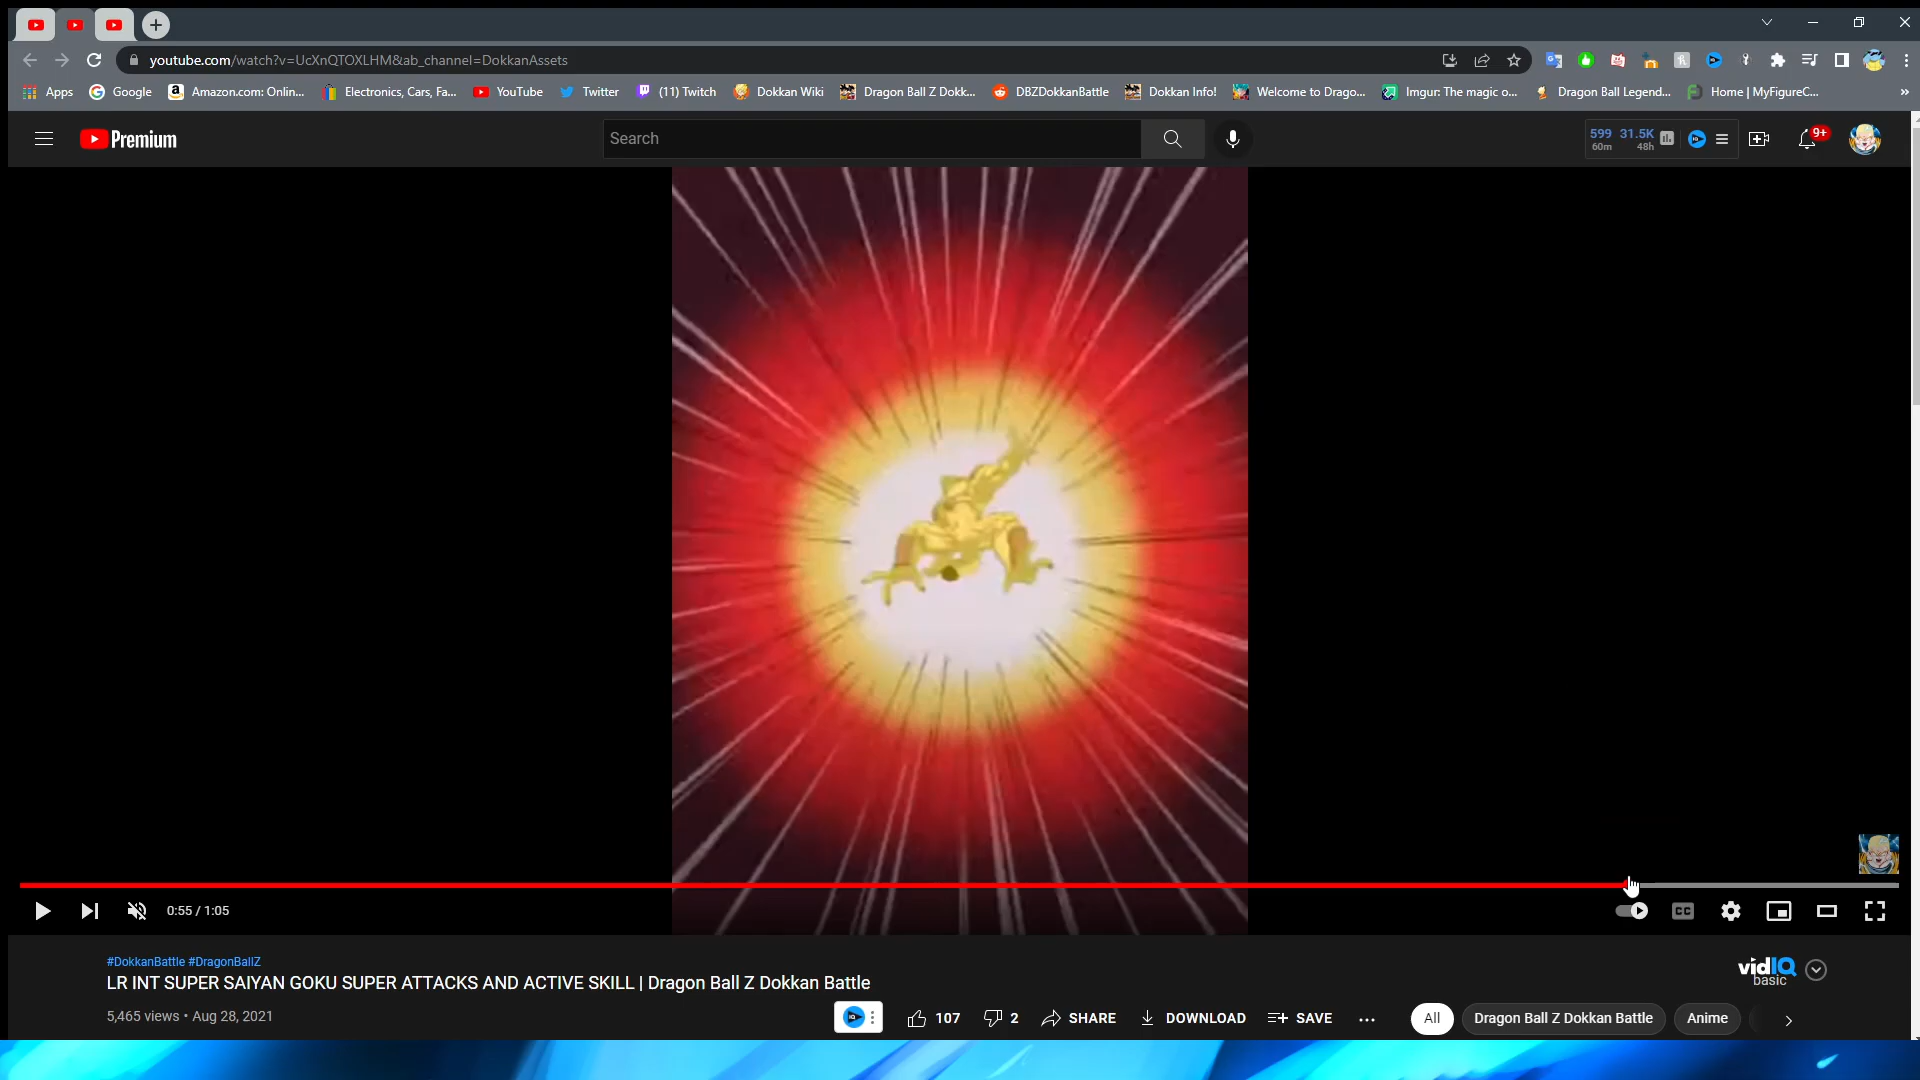 youtube.com/watch?v=UcXnQTOXLHM&ab_channel=DokkanAssets
Apps Google Amazon.com: Onlin... Electronics, Cars, Fa... YouTube Twitter (11) Twitch Dokkan Wiki Dragon Ball Z Dokk... DBZDokkanBattle Dokkan Info! Welcome to Drago... Imgur: The magic o... Dragon Ball Legend... Home | MyFigureC... »
Premium Search 599 31.5K 9+
60m 48h
0:55 / 1:05 CC
#DokkanBattle #DragonBallZ
LR INT SUPER SAIYAN GOKU SUPER ATTACKS AND ACTIVE SKILL | Dragon Ball Z Dokkan Battle
vidIQ
basic
5,465 views • Aug 28, 2021 107 2 SHARE DOWNLOAD SAVE ... All Dragon Ball Z Dokkan Battle Anime